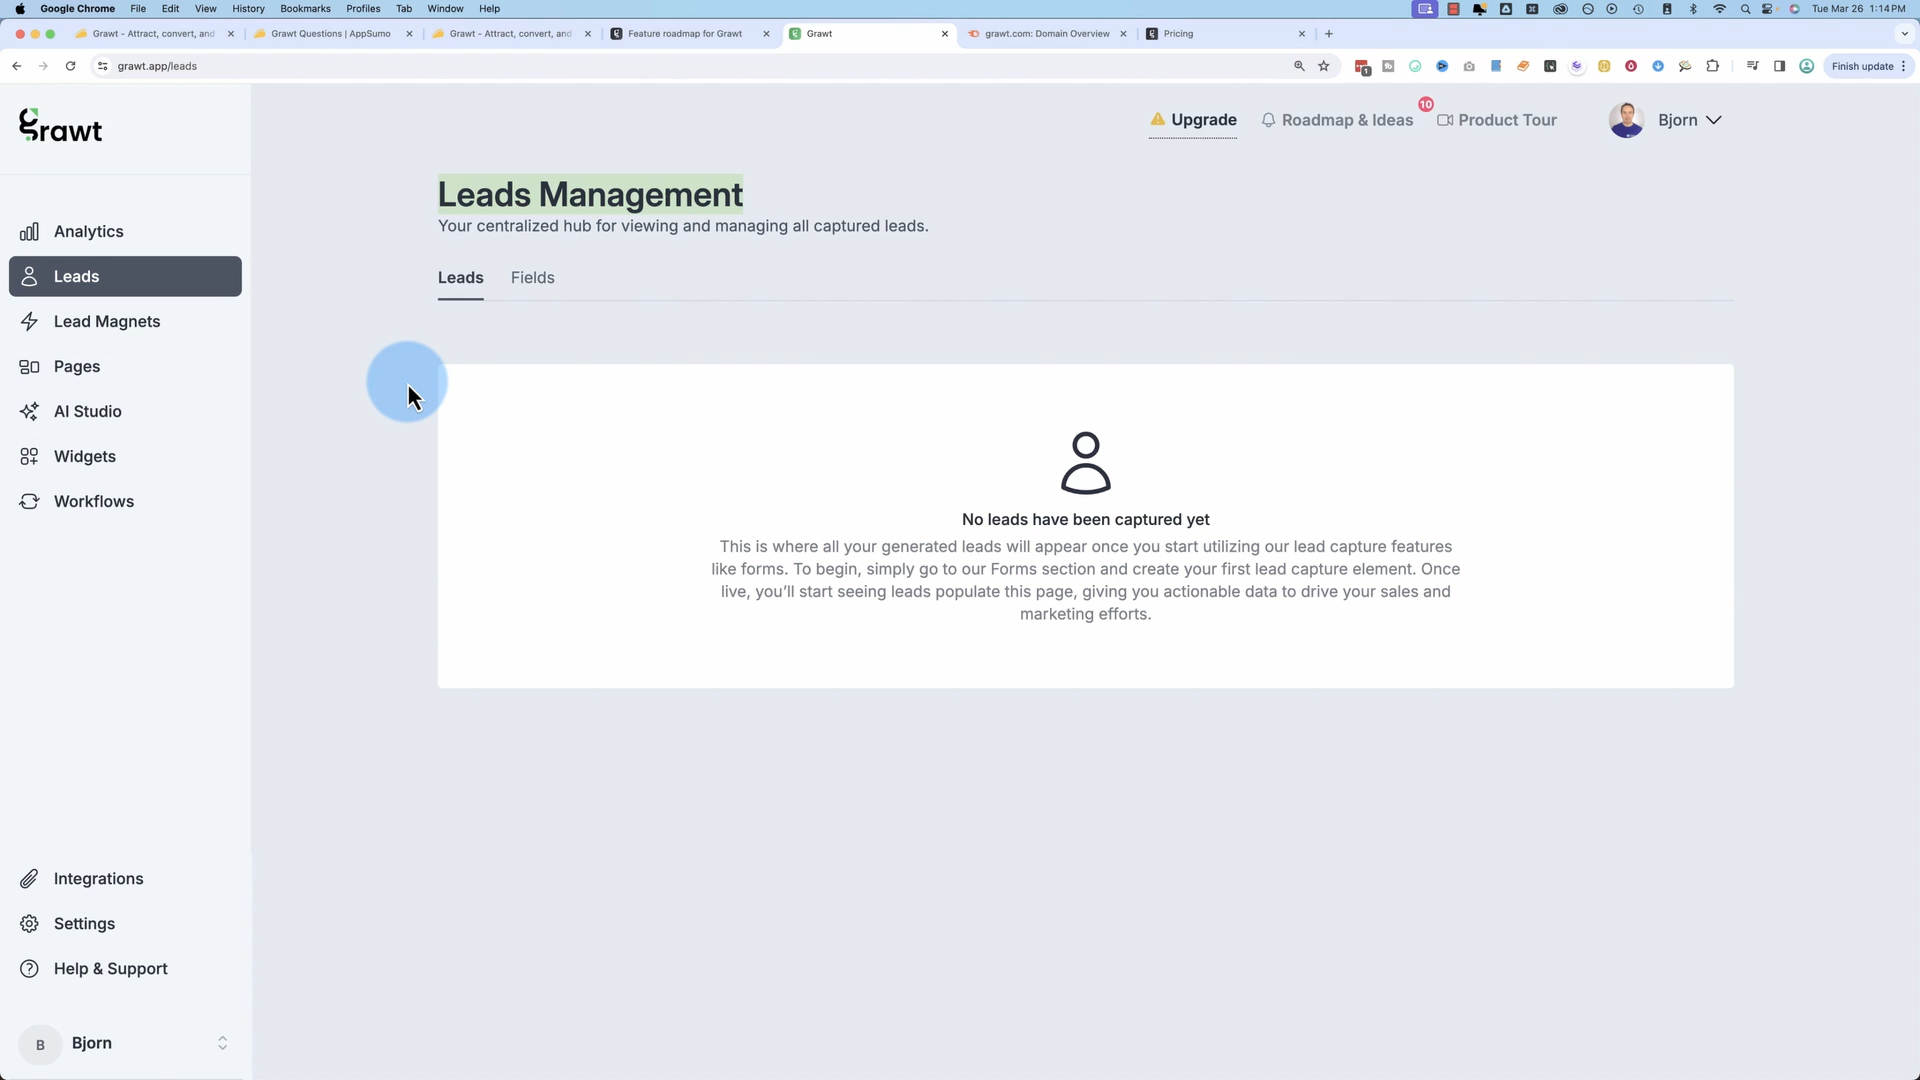 Google Chrome File Edit View History Bookmarks Profiles Tab Window Help
Tue Mar 26 1:14 PM
Grawt - Attract, convert, and
Grawt Questions | AppSumo
Grawt - Attract, convert, and
Feature roadmap for Grawt
Grawt
grawt.com: Domain Overview
Pricing
grawt.app/leads
1
Finish update
grawt
Upgrade
Roadmap & Ideas
10
Product Tour
Bjorn
Analytics
Leads
Lead Magnets
Pages
AI Studio
Widgets
Workflows
Leads Management
Your centralized hub for viewing and managing all captured leads.
Leads Fields
No leads have been captured yet
This is where all your generated leads will appear once you start utilizing our lead capture features
like forms. To begin, simply go to our Forms section and create your first lead capture element. Once
live, you'll start seeing leads populate this page, giving you actionable data to drive your sales and
marketing efforts.
Integrations
Settings
Help & Support
B Bjorn